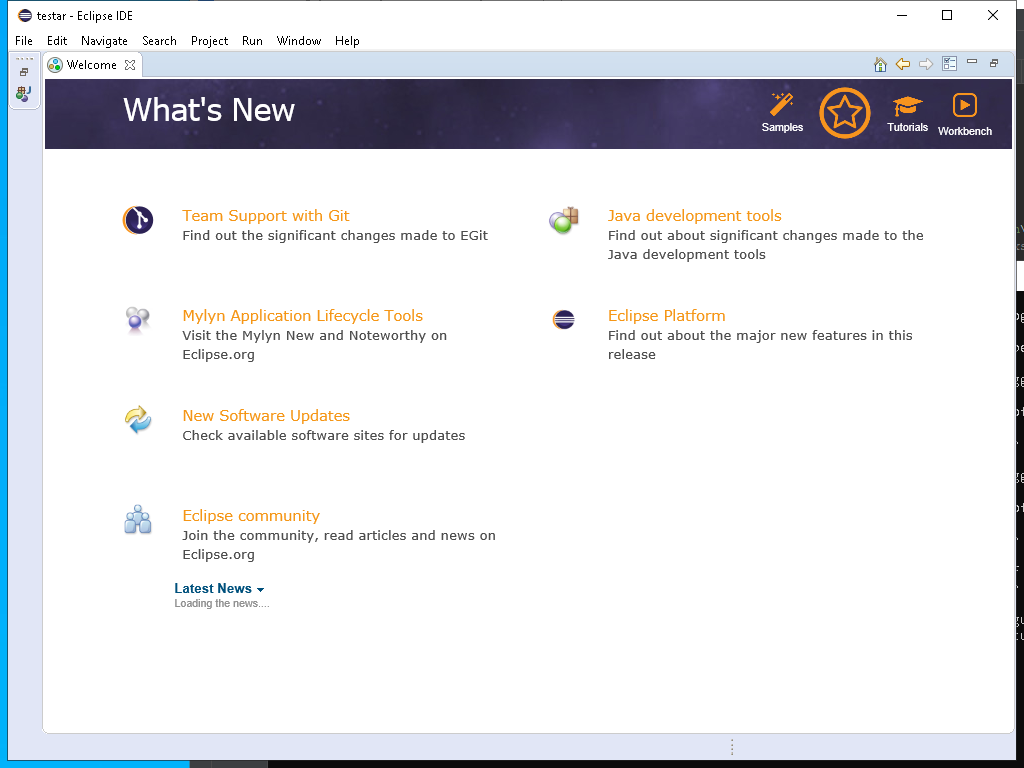 testar - Eclipse IDE
File Edit Navigate Search Project Run Window Help
Welcome
What's New
Samples
Tutorials
Workbench
Team Support with Git
Find out the significant changes made to EGit
Java development tools
Find out about significant changes made to the
Java development tools
Mylyn Application Lifecycle Tools
Visit the Mylyn New and Noteworthy on
Eclipse.org
Eclipse Platform
Find out about the major new features in this
release
New Software Updates
Check available software sites for updates
Eclipse community
Join the community, read articles and news on
Eclipse.org
Latest News
Loading the news....